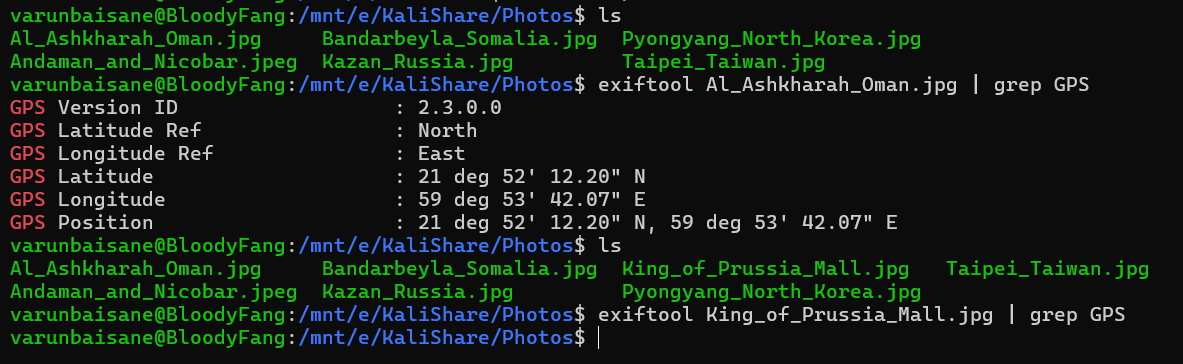 varunbaisane@BloodyFang:/mnt/e/KaliShare/Photos$ ls
Al_Ashkharah_Oman.jpg     Bandarbeyla_Somalia.jpg  Pyongyang_North_Korea.jpg
Andaman_and_Nicobar.jpeg  Kazan_Russia.jpg         Taipei_Taiwan.jpg
varunbaisane@BloodyFang:/mnt/e/KaliShare/Photos$ exiftool Al_Ashkharah_Oman.jpg | grep GPS
GPS Version ID                  : 2.3.0.0
GPS Latitude Ref                : North
GPS Longitude Ref               : East
GPS Latitude                    : 21 deg 52' 12.20" N
GPS Longitude                   : 59 deg 53' 42.07" E
GPS Position                    : 21 deg 52' 12.20" N, 59 deg 53' 42.07" E
varunbaisane@BloodyFang:/mnt/e/KaliShare/Photos$ ls
Al_Ashkharah_Oman.jpg     Bandarbeyla_Somalia.jpg  King_of_Prussia_Mall.jpg   Taipei_Taiwan.jpg
Andaman_and_Nicobar.jpeg  Kazan_Russia.jpg         Pyongyang_North_Korea.jpg
varunbaisane@BloodyFang:/mnt/e/KaliShare/Photos$ exiftool King_of_Prussia_Mall.jpg | grep GPS
varunbaisane@BloodyFang:/mnt/e/KaliShare/Photos$